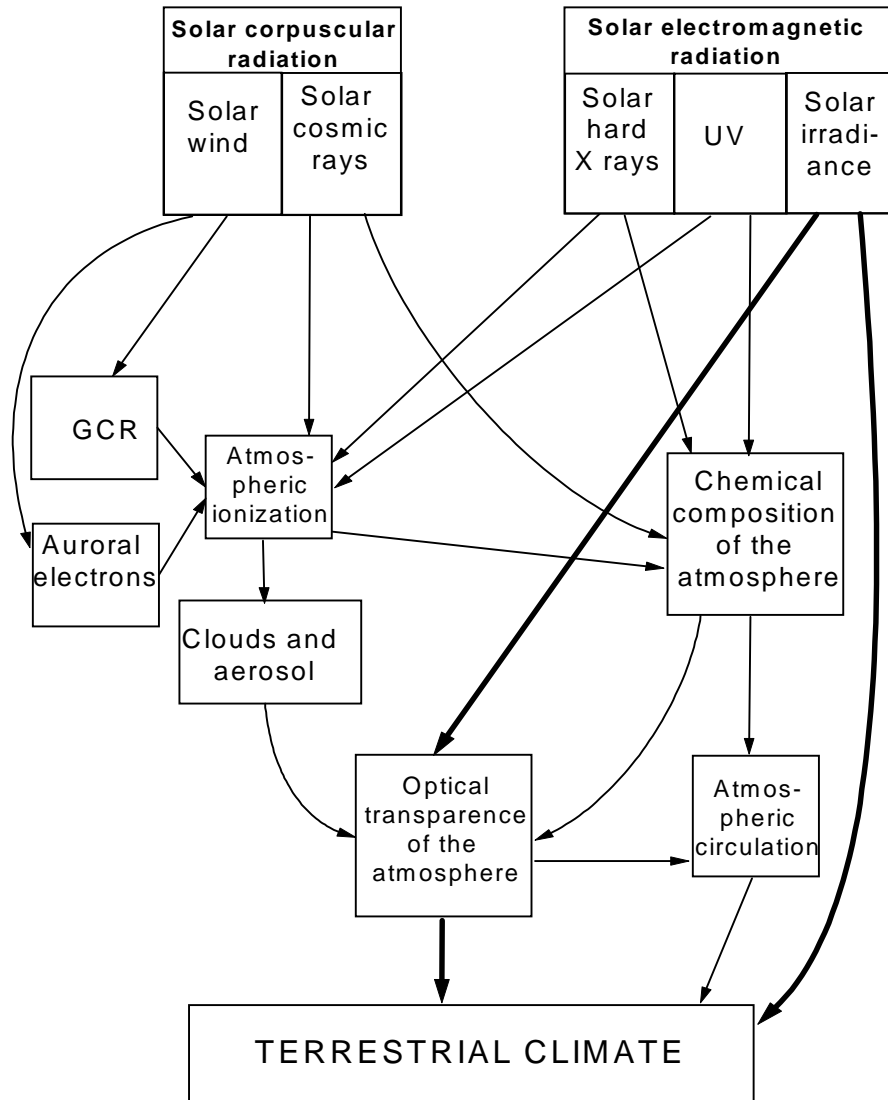 Solar corpuscular
radiation
Solar
wind
Solar
cosmic
rays
Solar electromagnetic
radiation
Solar
hard
X rays
UV
Solar
irradi-
ance
GCR
Atmos-
pheric
ionization
Auroral
electrons
Chemical
composition
of the
atmosphere
Clouds and
aerosol
Optical
transparence
of the
atmosphere
Atmos-
pheric
circulation
TERRESTRIAL CLIMATE